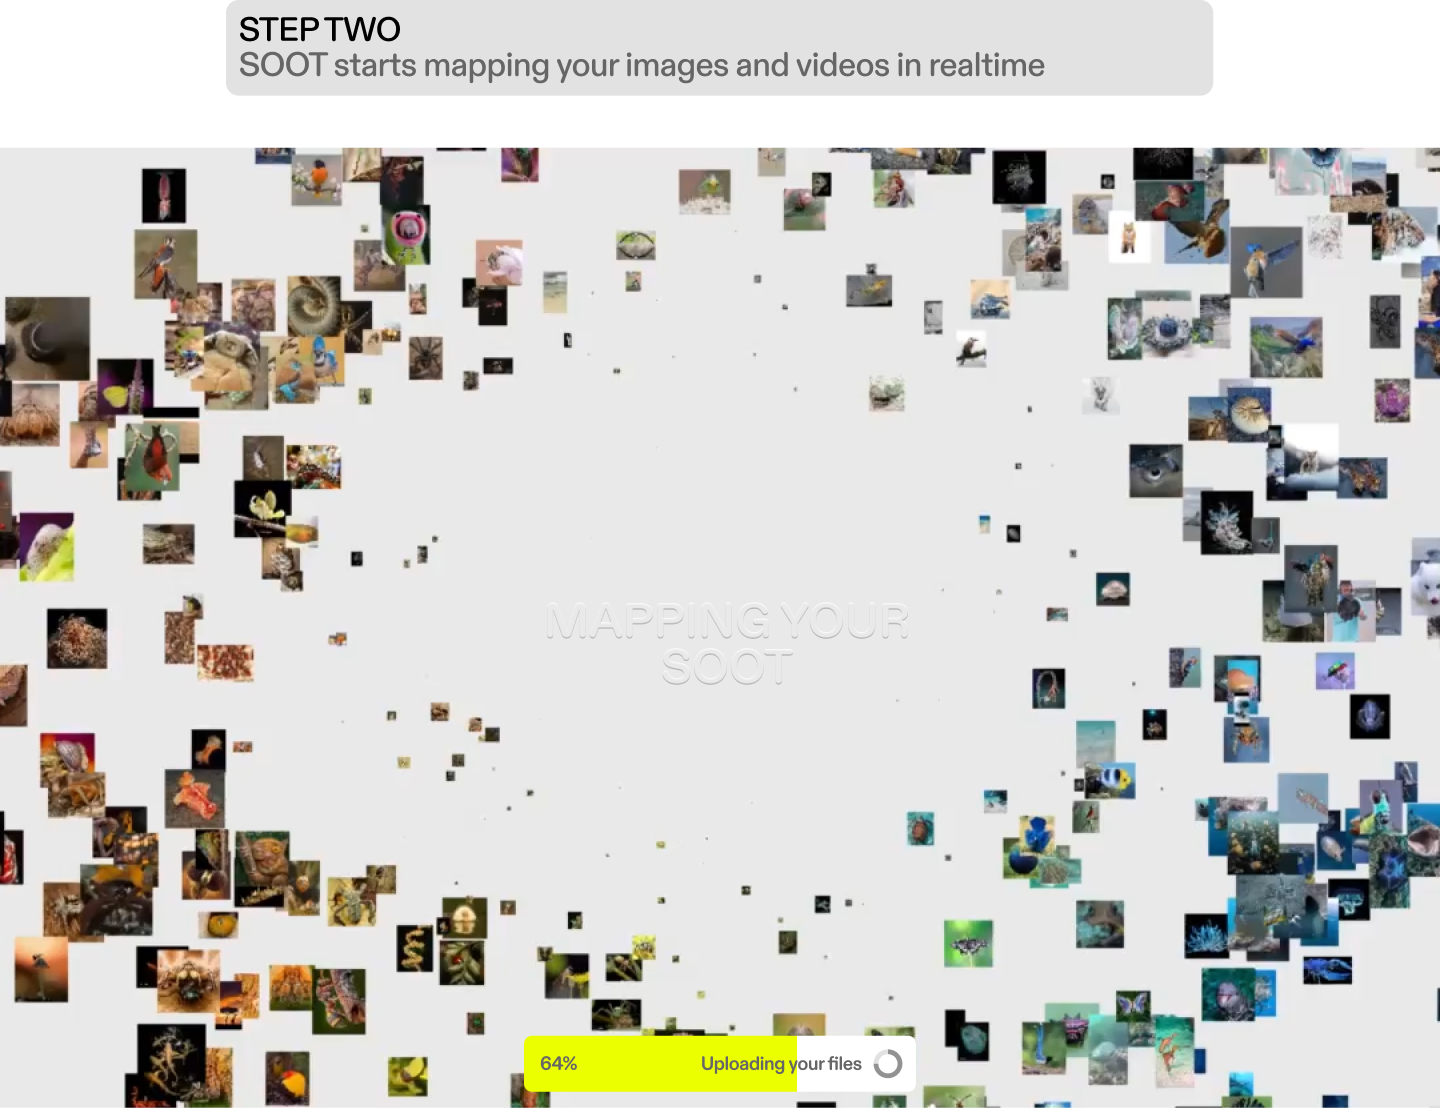 STEP TWO
SOOT starts mapping your images and videos in realtime
MAPPING YOUR
SOOT
64%
Uploading your files